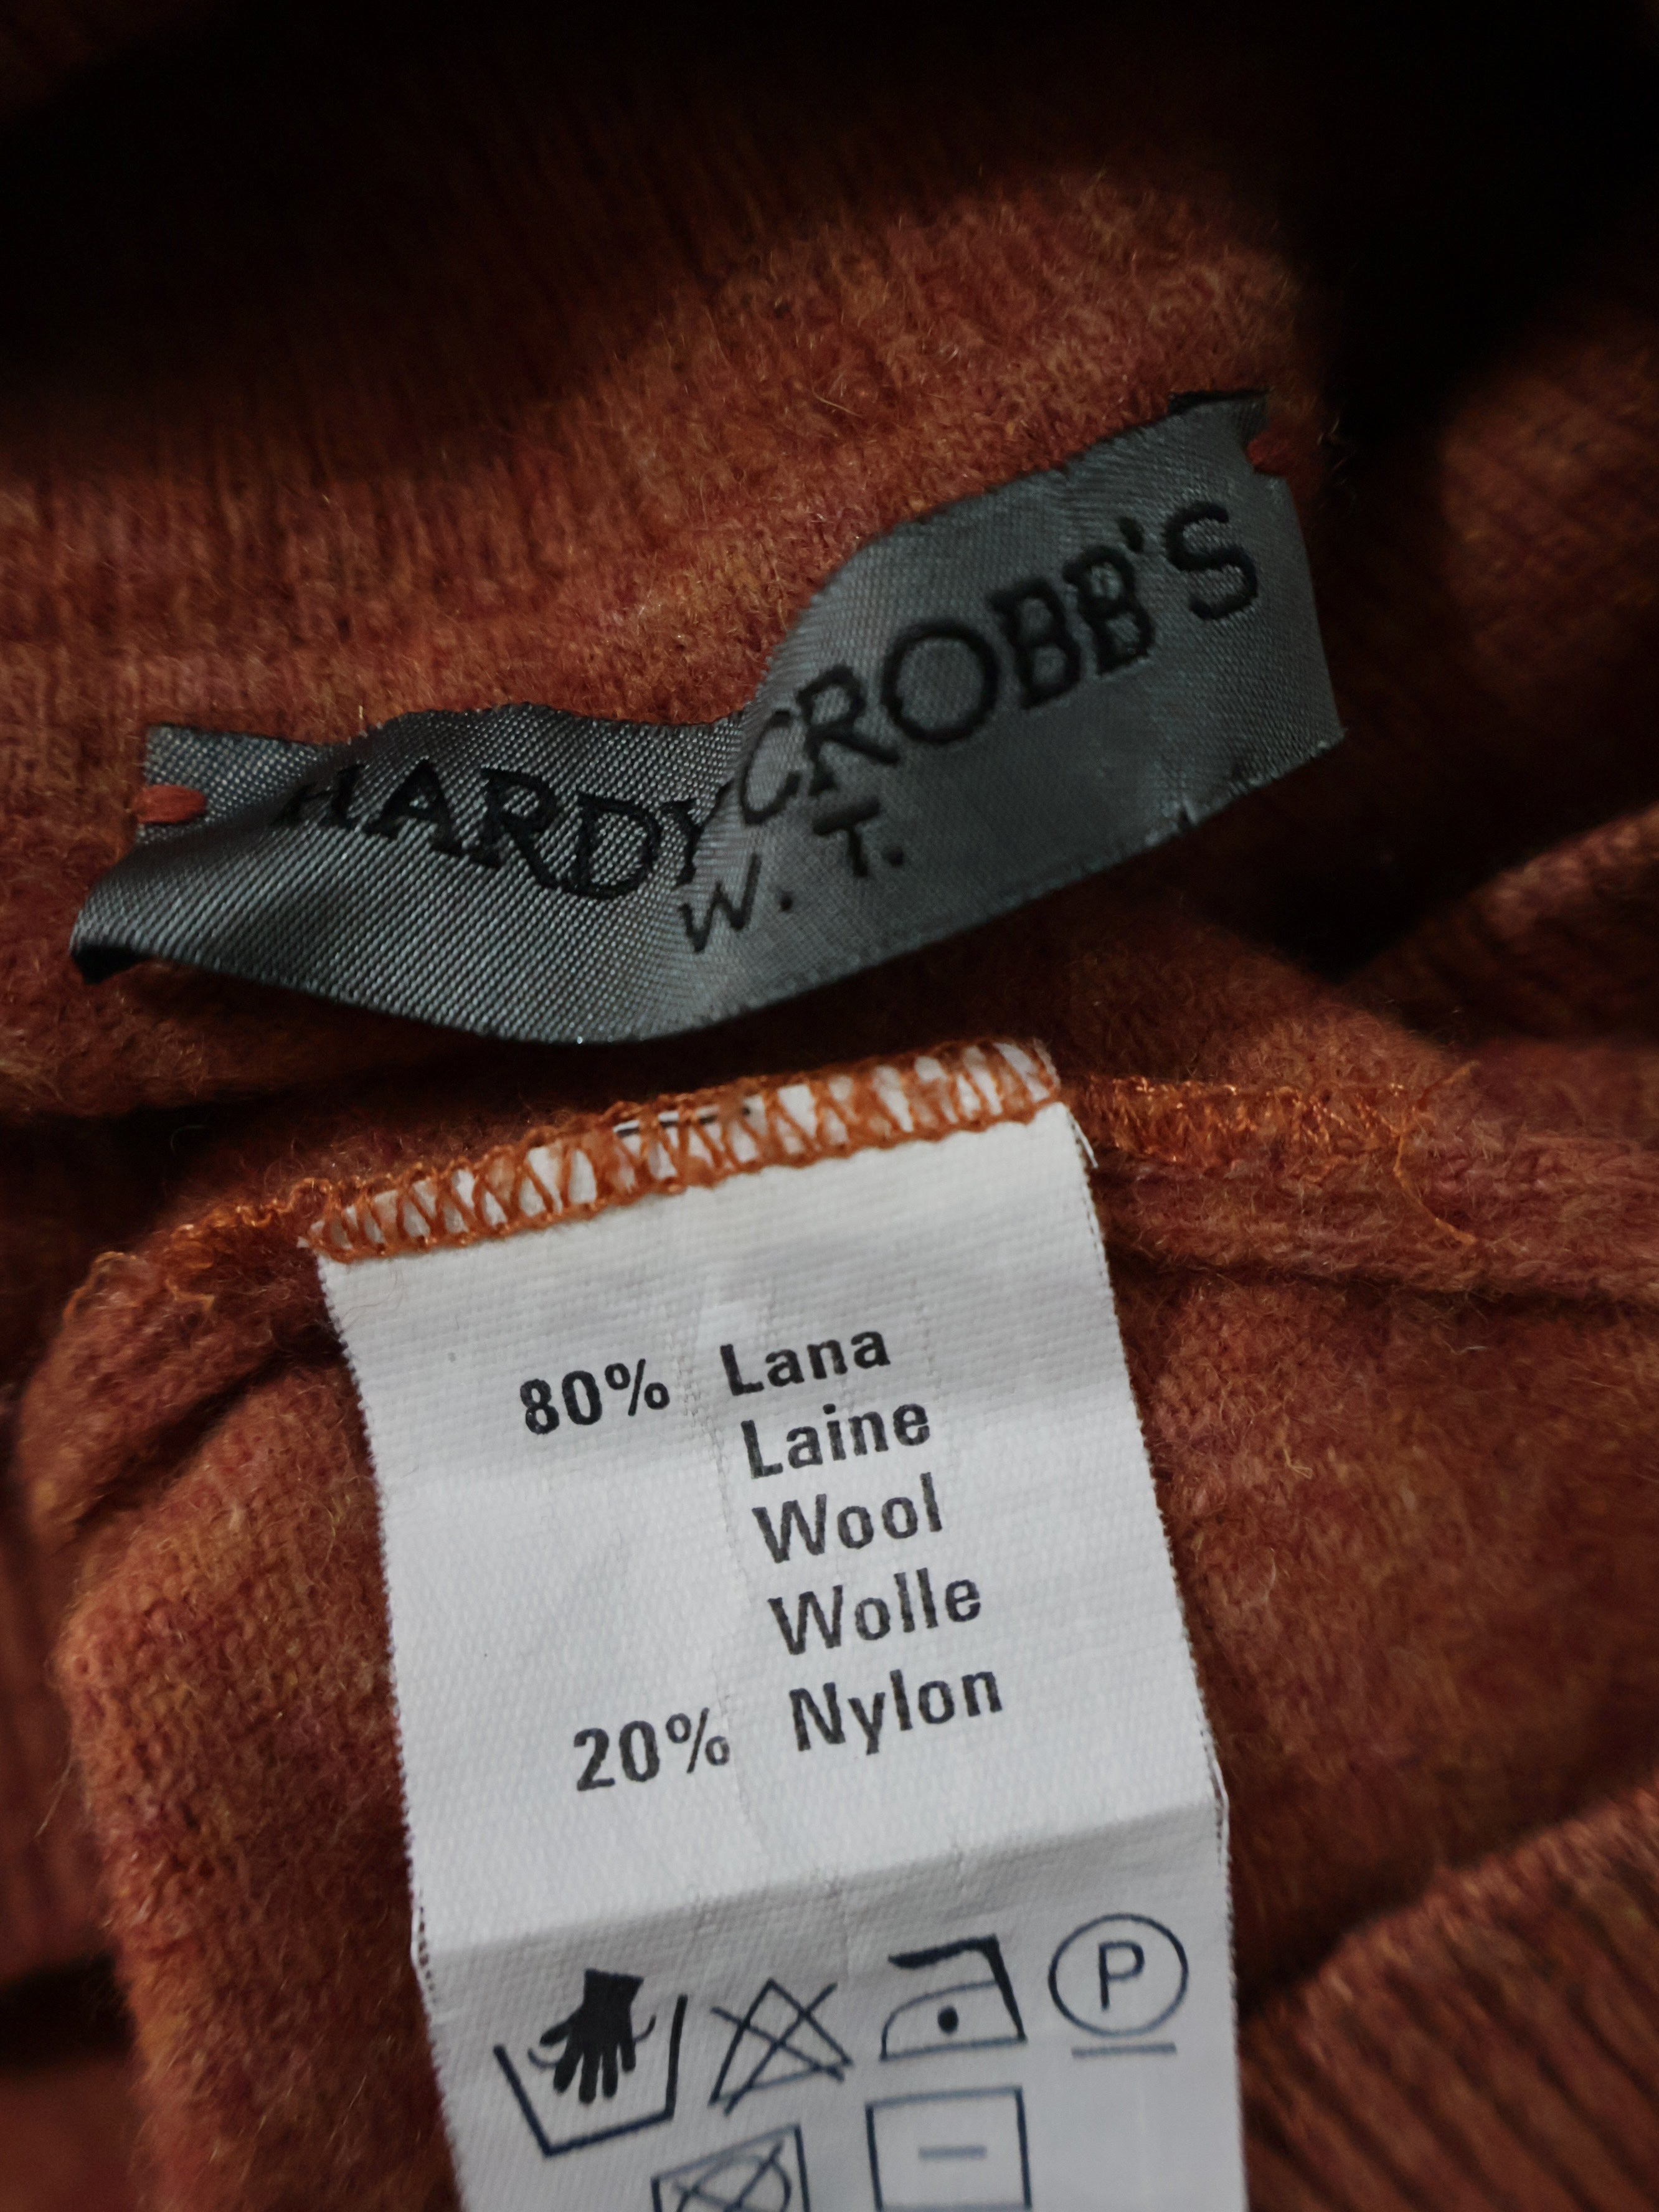 HARDY CROBB'S
W. T.
80% Lana
Laine
Wool
Wolle
20% Nylon
P